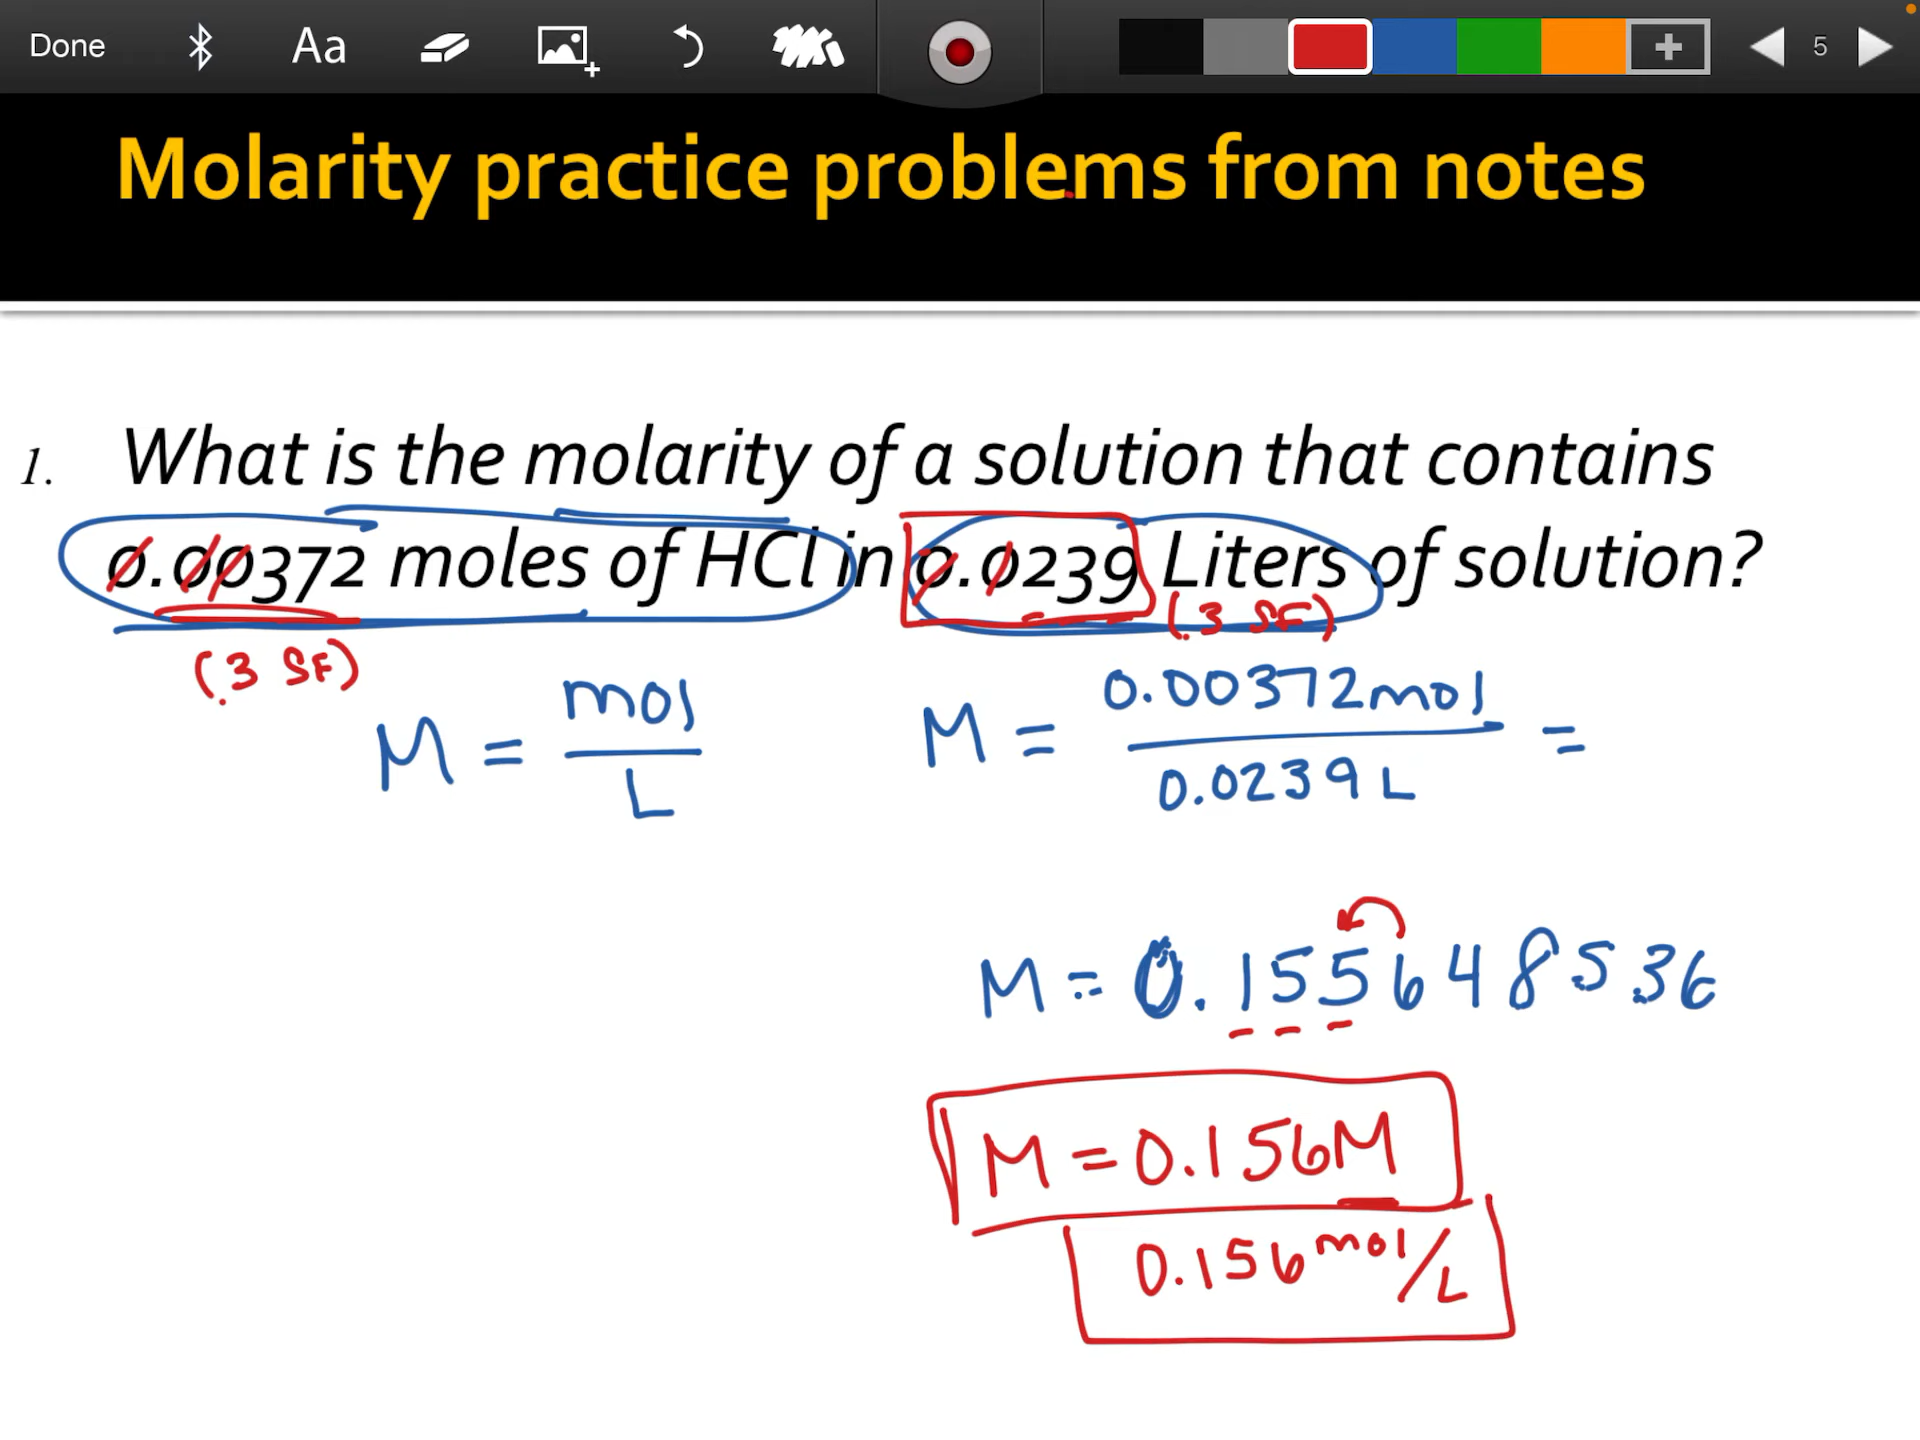 Done Aa 5
Molarity practice problems from notes
1. What is the molarity of a solution that contains
0.00372 moles of HCl in 0.0239 Liters of solution?
(3 SF)
(3 SF)
M = mol / L
M = 0.00372 mol / 0.0239 L =
M = 0.155648536
M = 0.156 M
0.156 mol/L